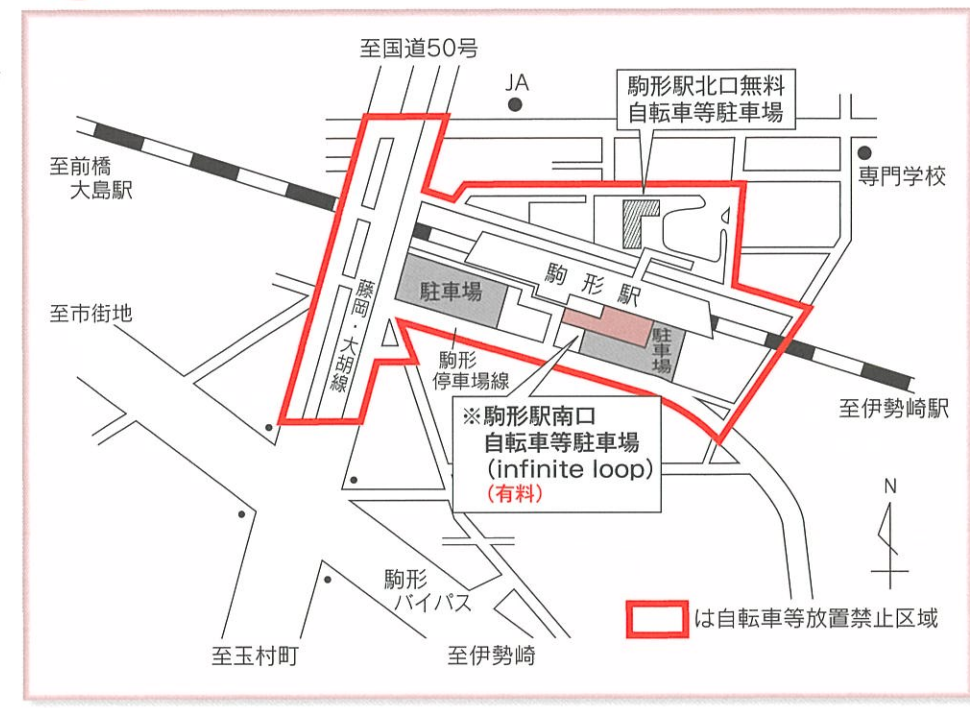 至国道50号
JA
駒形駅北口無料
自転車等駐車場
至前橋
大島駅
専門学校
駒形駅
駐車場
藤岡・大胡線
至市街地
駐車場
駒形
停車場線
至伊勢崎駅
※駒形駅南口
自転車等駐車場
(infinite loop)
(有料)
N
駒形
バイパス
は自転車等放置禁止区域
至玉村町
至伊勢崎